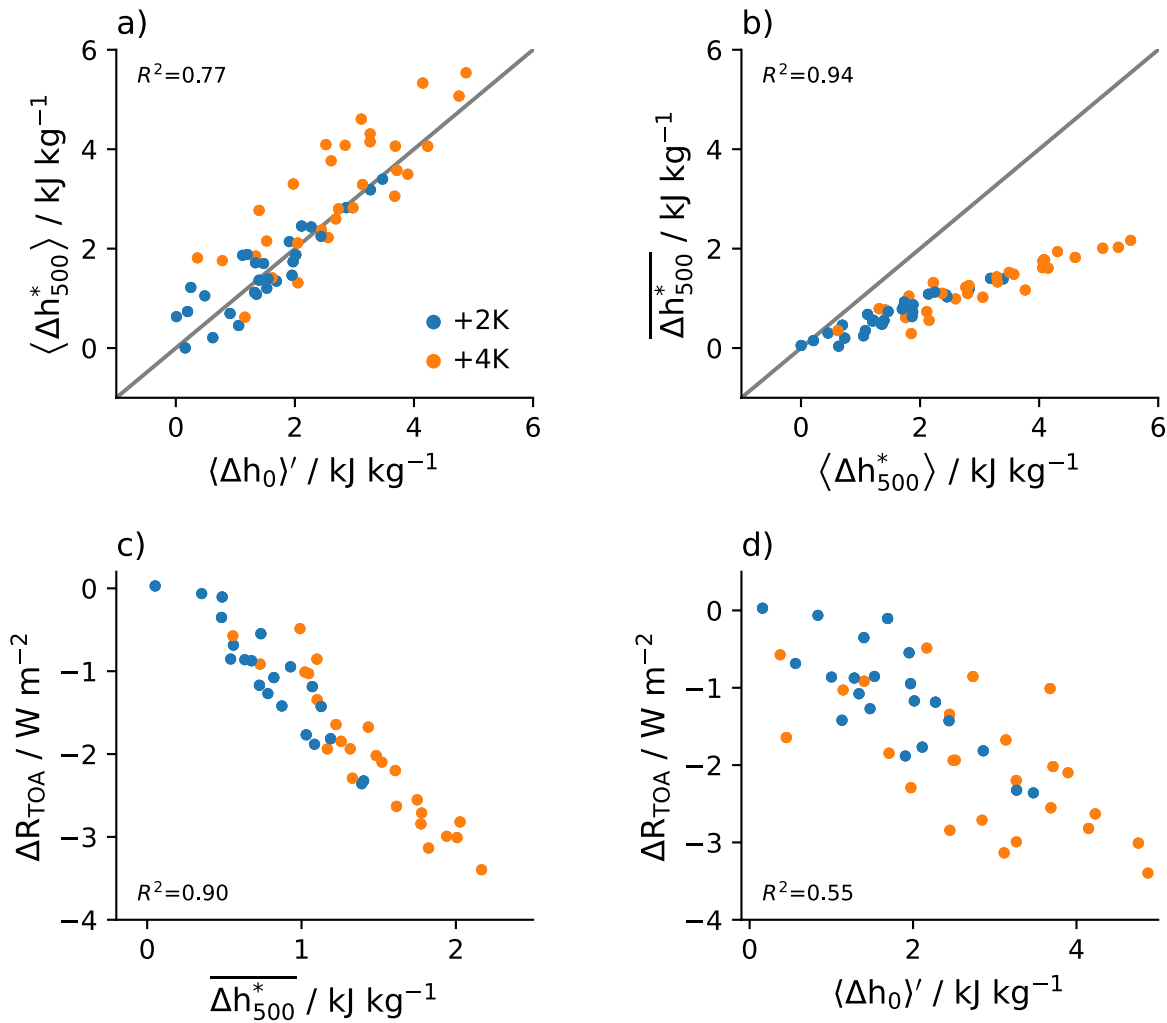 a)
6
4
2
0
R²=0.77
+2K
+4K
0 2 4 6
⟨Δh₀⟩′ / kJ kg⁻¹
⟨Δh*₅₀₀⟩ / kJ kg⁻¹
b)
6
4
2
0
R²=0.94
0 2 4 6
⟨Δh*₅₀₀⟩ / kJ kg⁻¹
Δh*₅₀₀ / kJ kg⁻¹
c)
0
−1
−2
−3
−4
R²=0.90
0 1 2
Δh*₅₀₀ / kJ kg⁻¹
ΔR_TOA / W m⁻²
d)
0
−1
−2
−3
−4
R²=0.55
0 2 4
⟨Δh₀⟩′ / kJ kg⁻¹
ΔR_TOA / W m⁻²